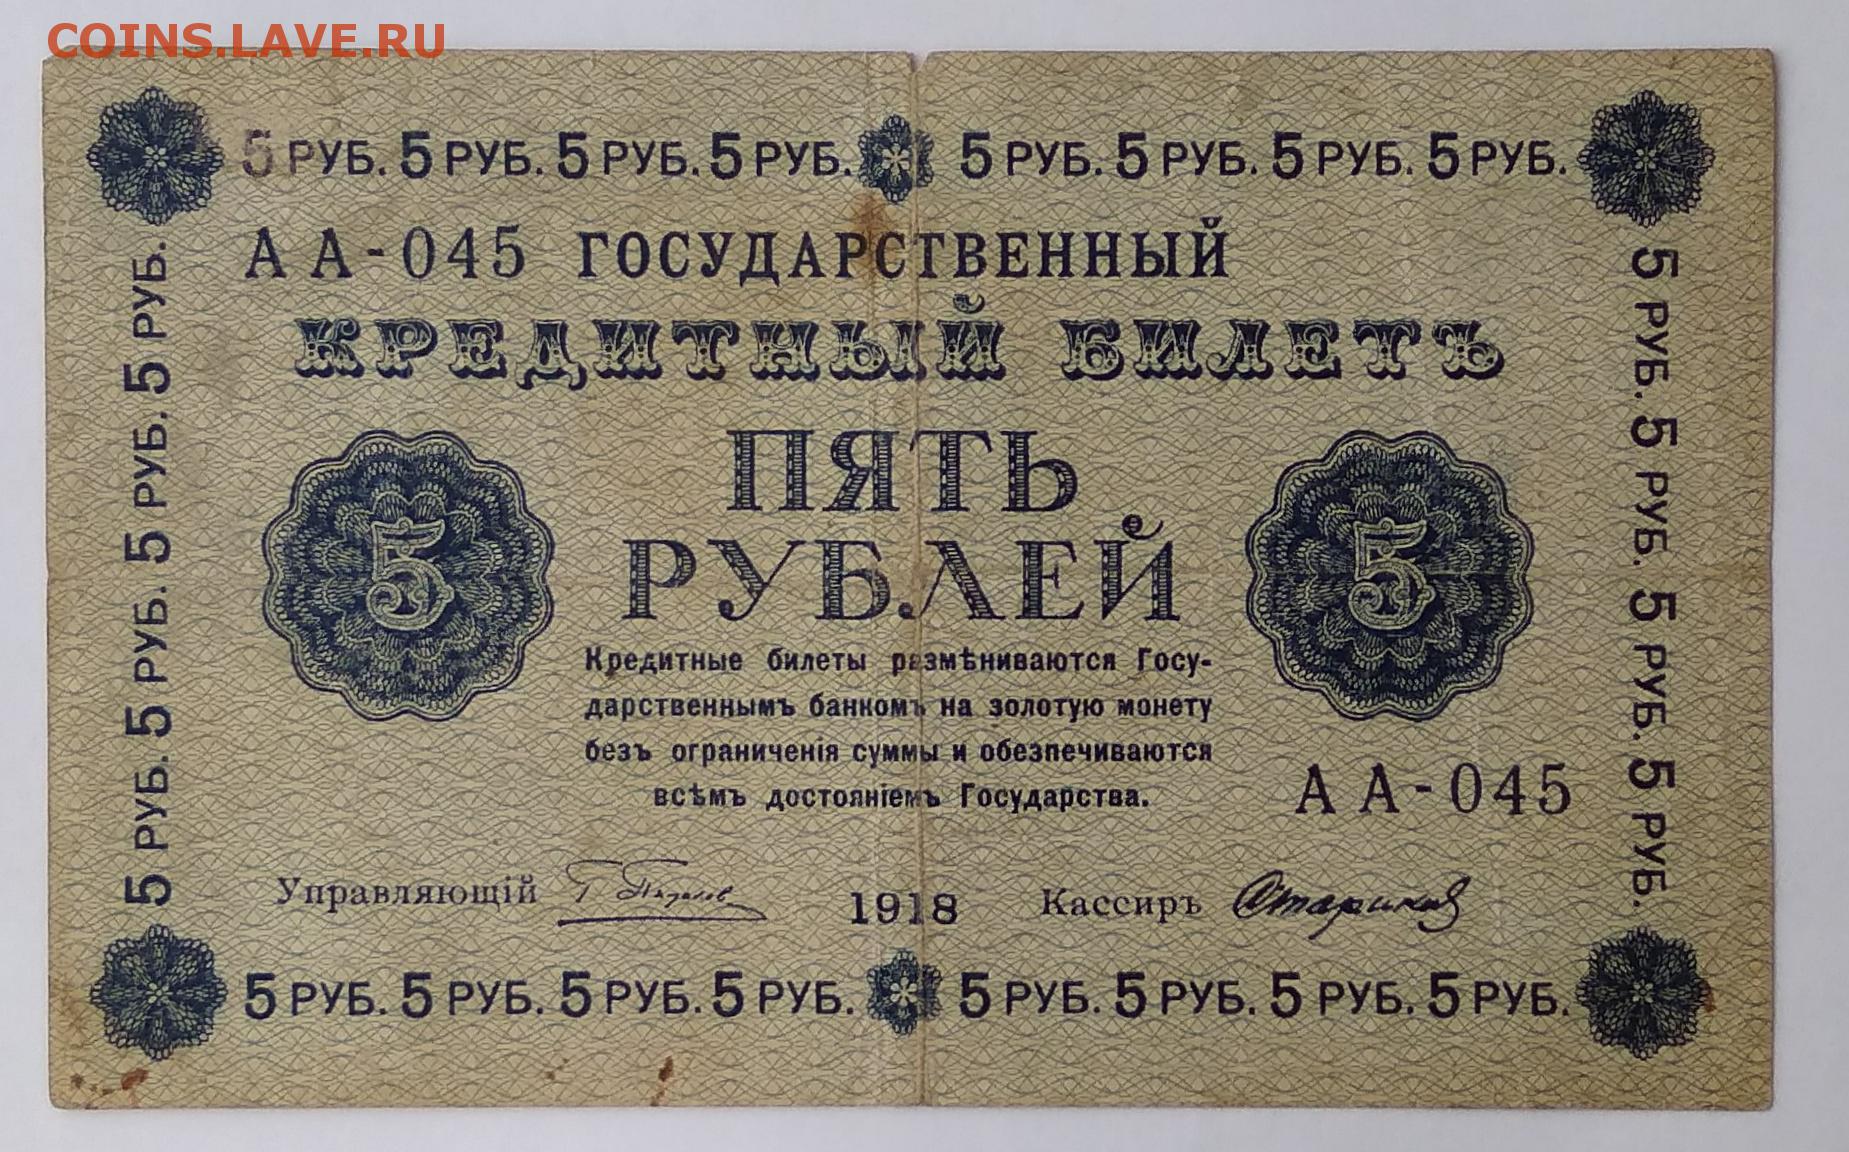 COINS.LAVE.RU
5 РУБ. 5 РУБ. 5 РУБ. 5 РУБ. 5 РУБ. 5 РУБ. 5 РУБ. 5 РУБ.
АА-045 ГОСУДАРСТВЕННЫЙ
КРЕДИТНЫЙ БИЛЕТЪ
5 РУБ. 5 РУБ. 5 РУБ. 5 РУБ.
5
ПЯТЬ
РУБЛЕЙ
5
5 РУБ. 5 РУБ. 5 РУБ. 5 РУБ.
Кредитные билеты размѣниваются Госу-
дарственнымъ банкомъ на золотую монету
безъ ограниченія суммы и обезпечиваются
всѣмъ достояніемъ Государства.
АА-045
Управляющій
1918 Кассиръ
5 РУБ. 5 РУБ. 5 РУБ. 5 РУБ. 5 РУБ. 5 РУБ. 5 РУБ. 5 РУБ.